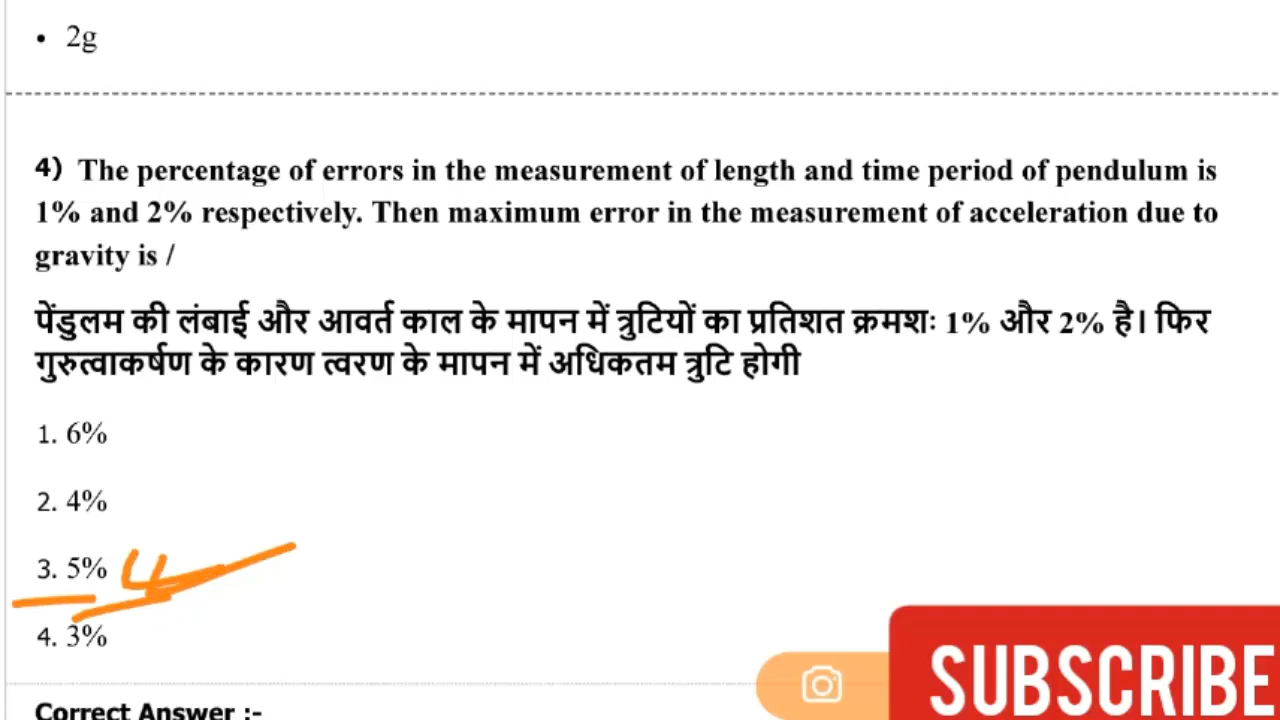 • 2g
4) The percentage of errors in the measurement of length and time period of pendulum is
1% and 2% respectively. Then maximum error in the measurement of acceleration due to
gravity is /
पेंडुलम की लंबाई और आवर्त काल के मापन में त्रुटियों का प्रतिशत क्रमशः 1% और 2% है। फिर
गुरुत्वाकर्षण के कारण त्वरण के मापन में अधिकतम त्रुटि होगी
1. 6%
2. 4%
3. 5% 4
4. 3%
SUBSCRIBE
Correct Answer :-